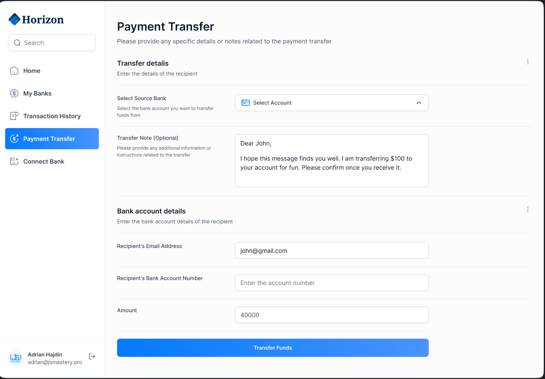 Horizon
Search
Home
My Banks
Transaction History
Payment Transfer
Connect Bank
Adrian Hajdin
adrian@jsmastery.pro
Payment Transfer
Please provide any specific details or notes related to the payment transfer
Transfer details
Enter the details of the recipient
Select Source Bank
Select the bank account you want to transfer
funds from
Select Account
Transfer Note (Optional)
Please provide any additional information or
instructions related to the transfer
Dear John,
I hope this message finds you well. I am transferring $100 to
your account for fun. Please confirm once you receive it.
Bank account details
Enter the bank account details of the recipient
Recipient's Email Address
john@gmail.com
Recipient's Bank Account Number
Enter the account number
Amount
40000
Transfer Funds